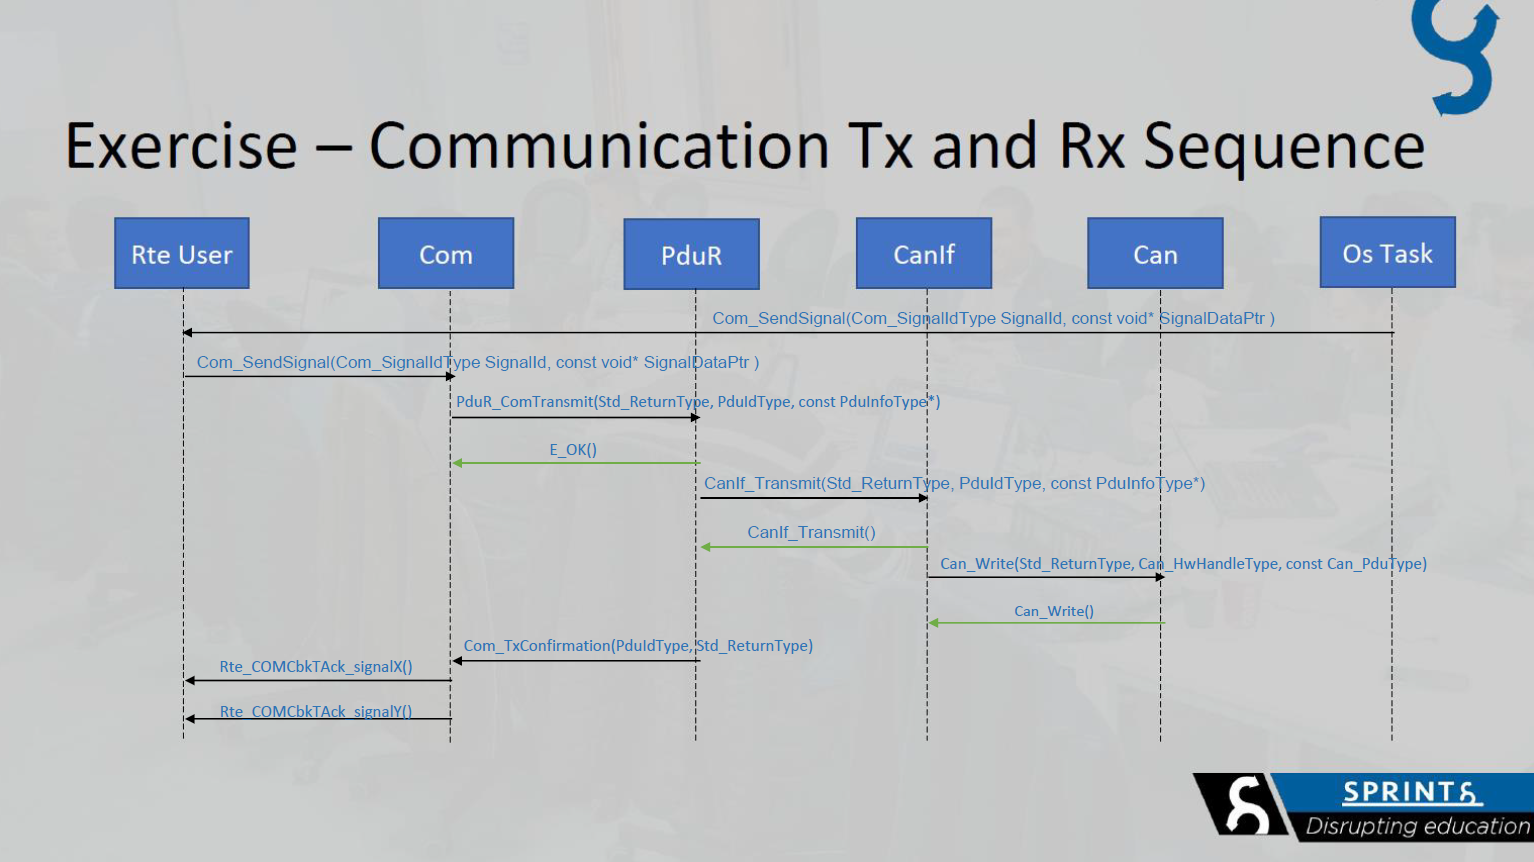 Exercise – Communication Tx and Rx Sequence
Rte User
Com
PduR
CanIf
Can
Os Task
Com_SendSignal(Com_SignalIdType SignalId, const void* SignalDataPtr )
Com_SendSignal(Com_SignalIdType SignalId, const void* SignalDataPtr )
PduR_ComTransmit(Std_ReturnType, PduIdType, const PduInfoType*)
E_OK()
CanIf_Transmit(Std_ReturnType, PduIdType, const PduInfoType*)
CanIf_Transmit()
Can_Write(Std_ReturnType, Can_HwHandleType, const Can_PduType)
Can_Write()
Com_TxConfirmation(PduIdType, Std_ReturnType)
Rte_COMCbkTAck_signalX()
Rte_COMCbkTAck_signalY()
SPRINTS
Disrupting education